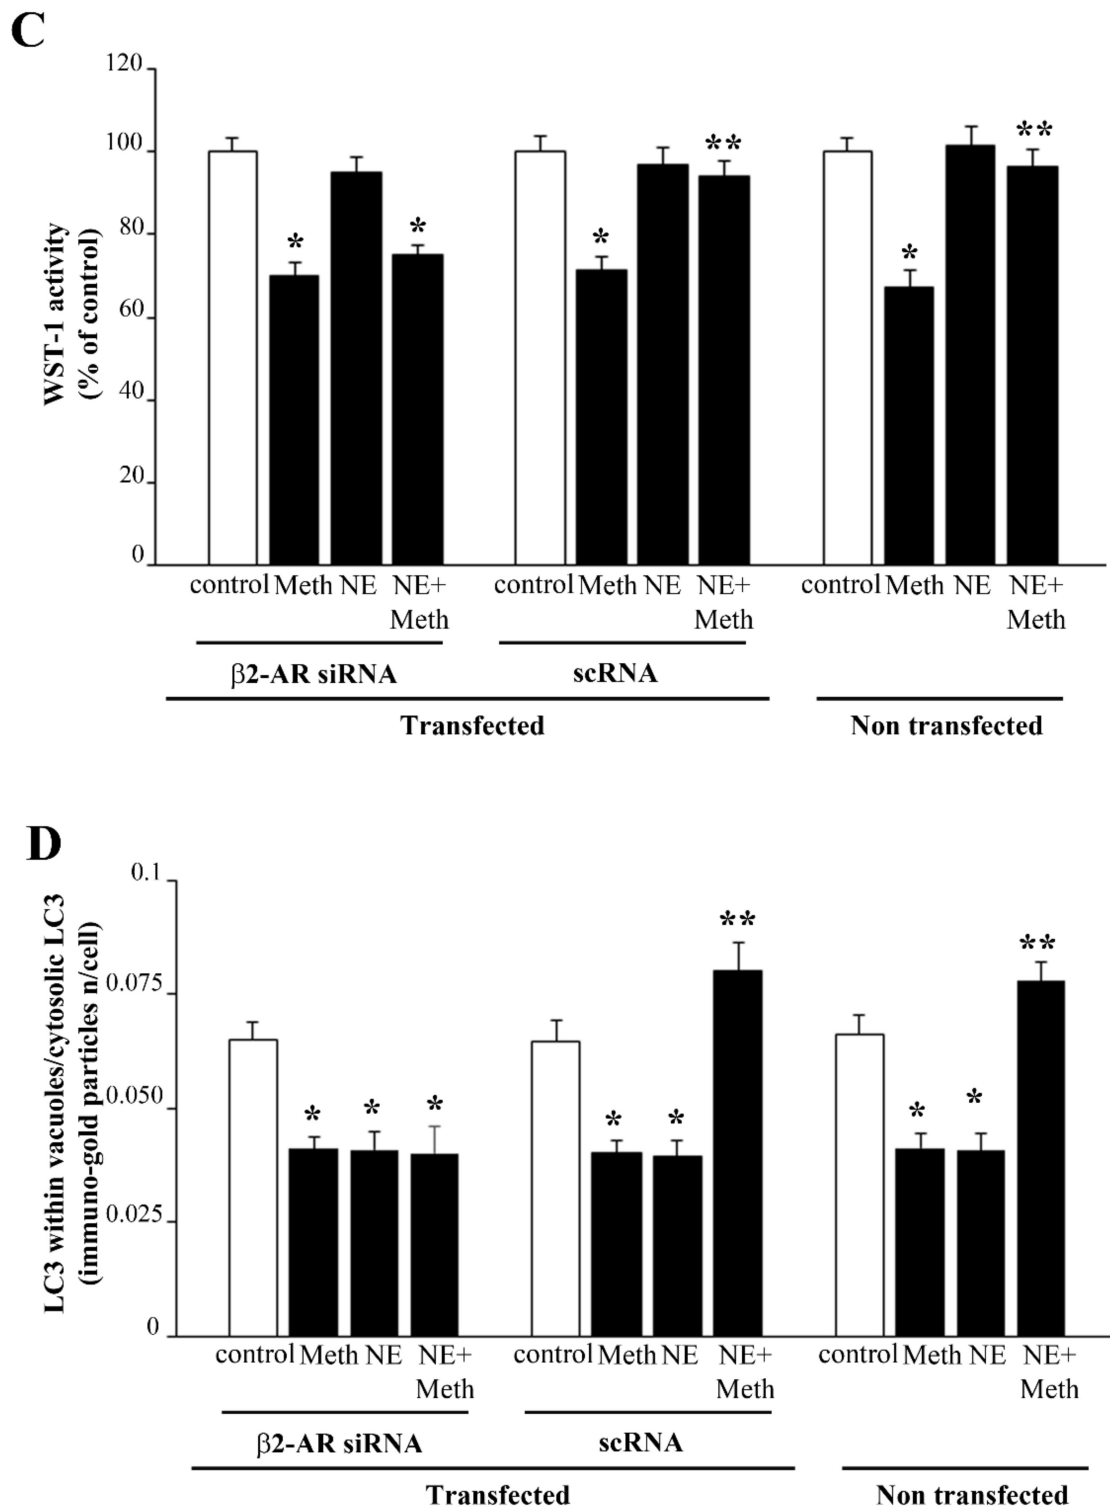 C
120
100
80
60
40
20
0
WST-1 activity
(% of control)
* * * ** * **
control Meth NE NE+ control Meth NE NE+ control Meth NE NE+
Meth Meth Meth
β2-AR siRNA scRNA
Transfected Non transfected
D
0.1
0.075
0.050
0.025
0
LC3 within vacuoles/cytosolic LC3
(immuno-gold particles n/cell)
* * * * * ** * * **
control Meth NE NE+ control Meth NE NE+ control Meth NE NE+
Meth Meth Meth
β2-AR siRNA scRNA
Transfected Non transfected